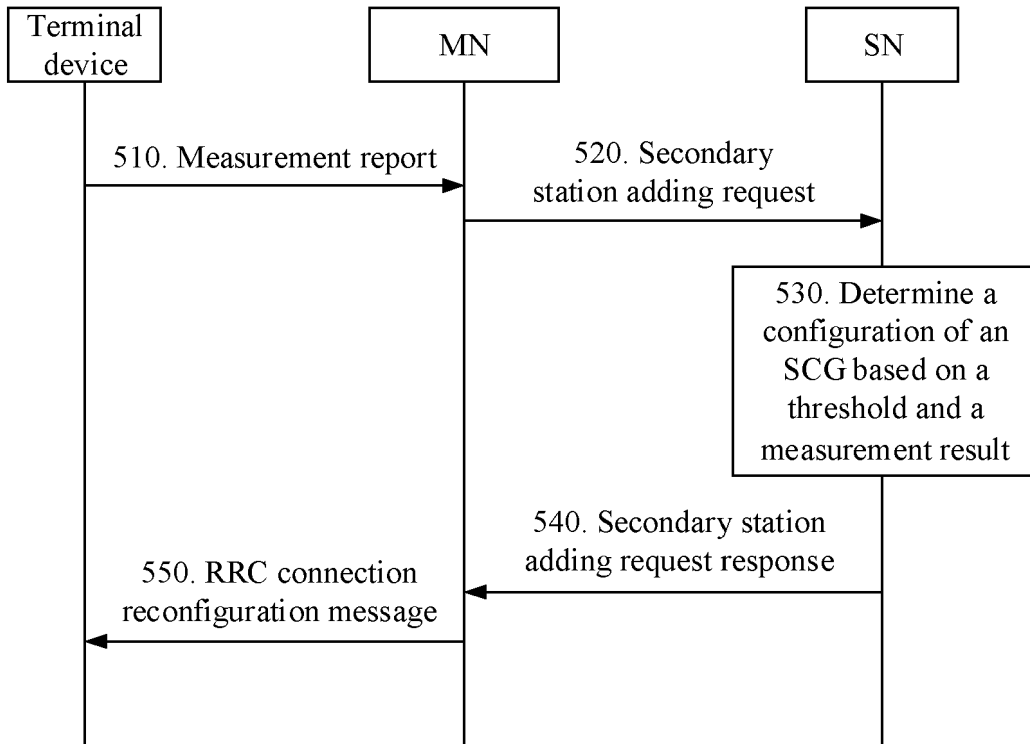 Terminal
device
MN
SN
510. Measurement report
520. Secondary
station adding request
530. Determine a
configuration of an
SCG based on a
threshold and a
measurement result
540. Secondary station
adding request response
550. RRC connection
reconfiguration message